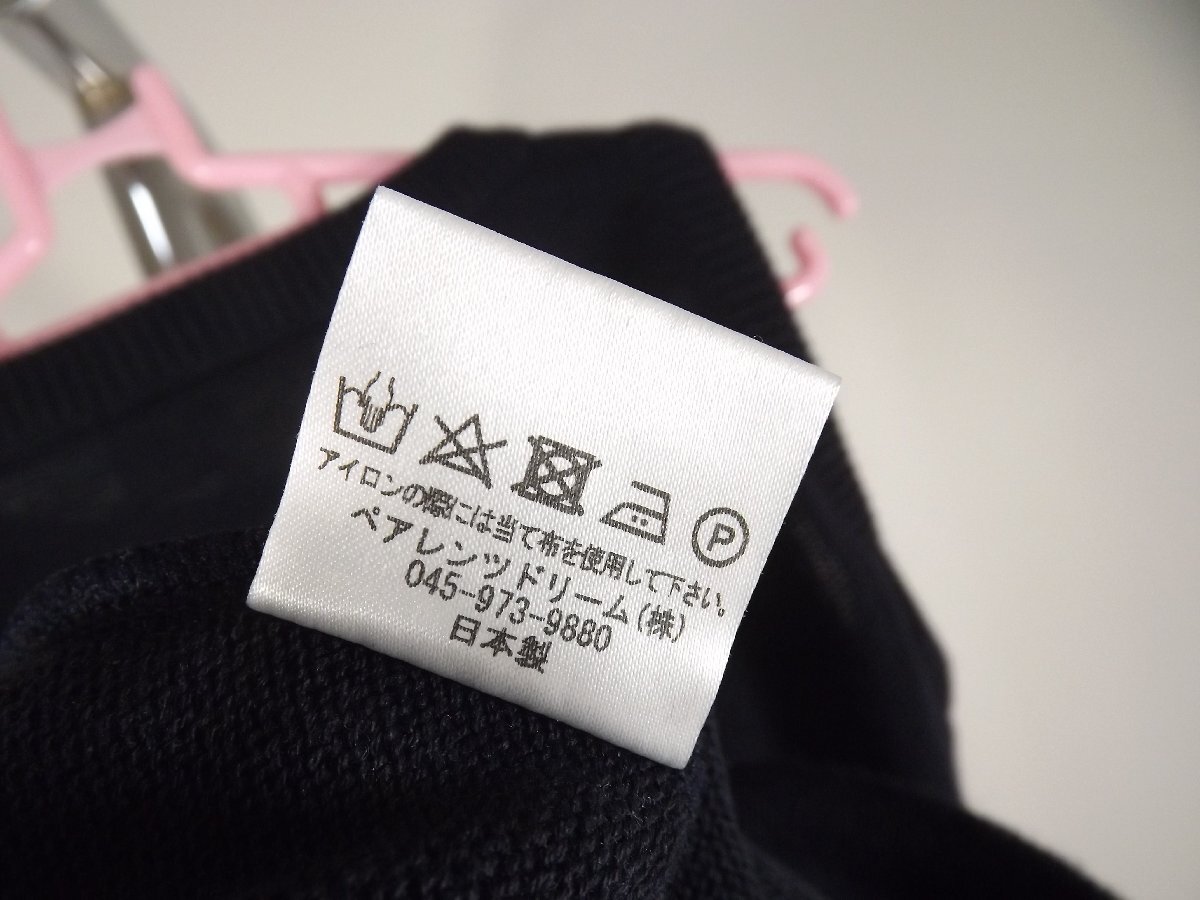 P
アイロンの際には当て布を使用して下さい。
ペアレンツドリーム(株)
045-973-9880
日本製